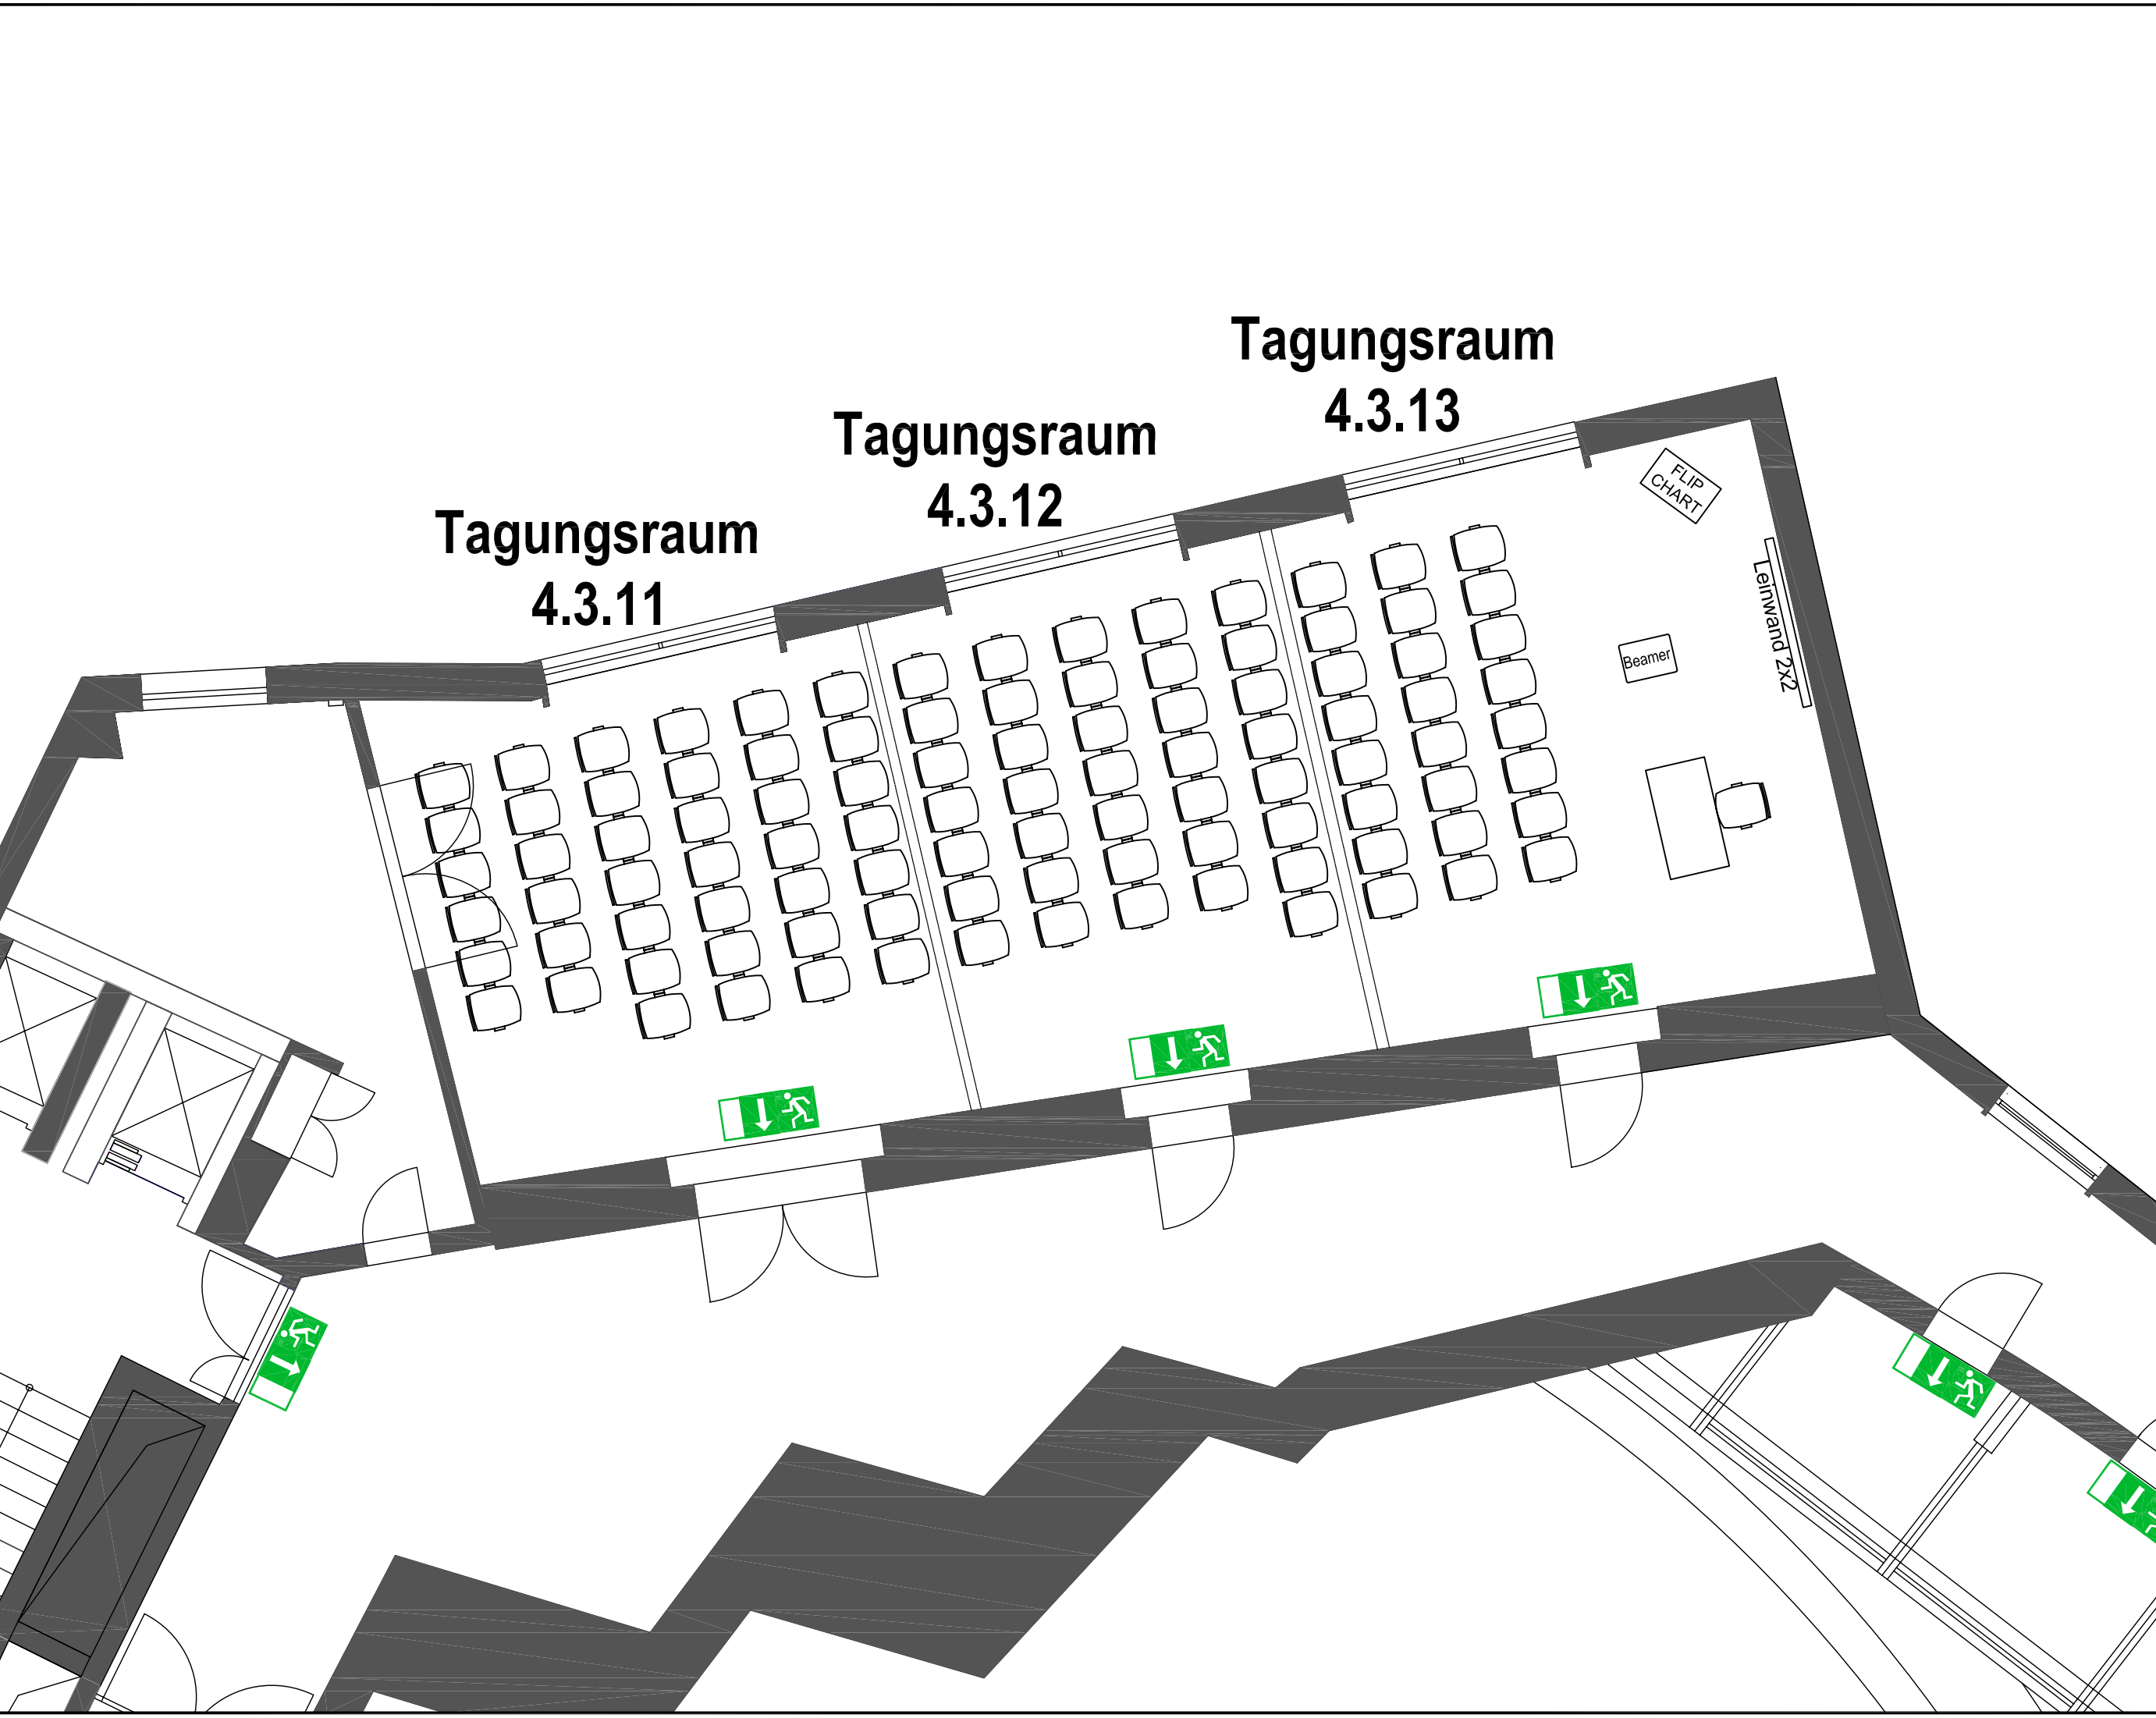 Tagungsraum
4.3.13
Tagungsraum
4.3.12
Tagungsraum
4.3.11
FLIP
CHART
Leinwand 2x2
Beamer